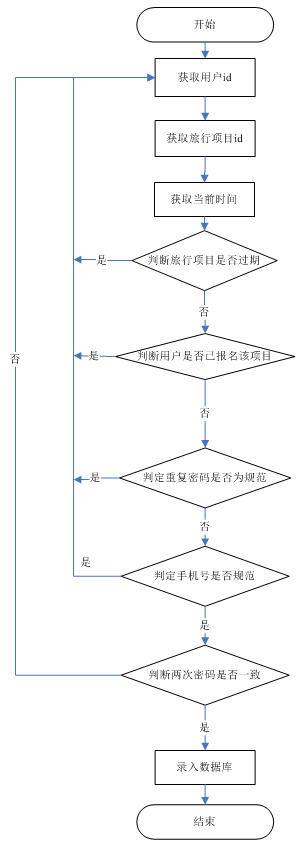 开始
获取用户id
获取旅行项目id
获取当前时间
判断旅行项目是否过期
是
否
判断用户是否已报名该项目
是
否
否
判定重复密码是否为规范
是
否
判定手机号是否规范
是
是
判断两次密码是否一致
是
录入数据库
结束